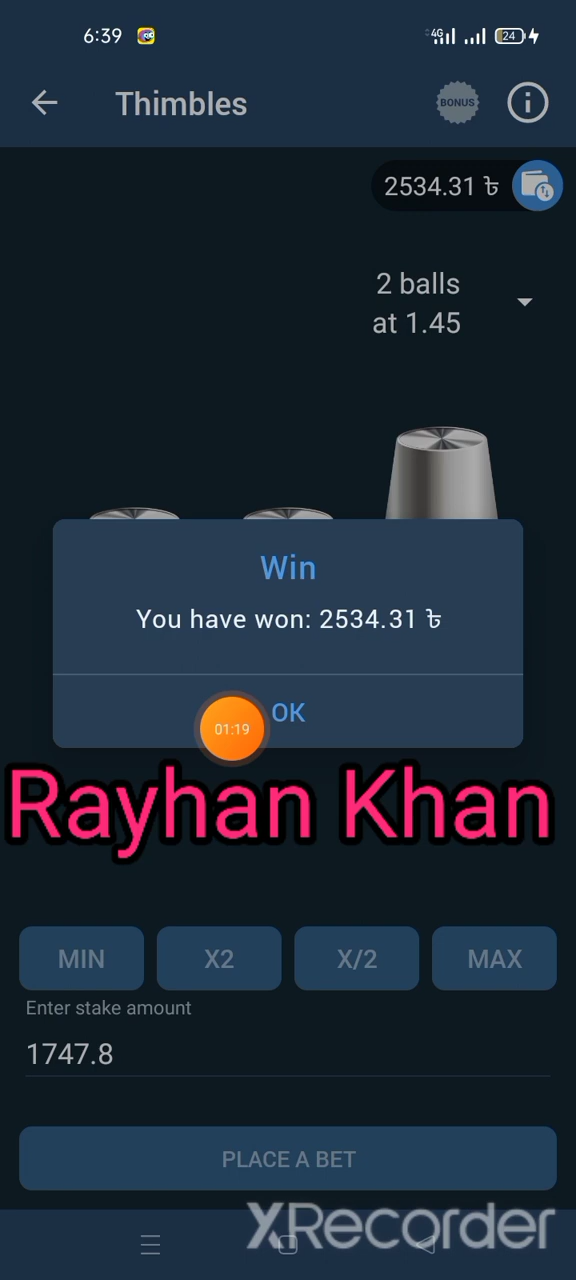 6:39
4G
24
Thimbles
BONUS
2534.31 ৳
2 balls
at 1.45
Win
You have won: 2534.31 ৳
OK
01:19
Rayhan Khan
MIN X2 X/2 MAX
Enter stake amount
1747.8
PLACE A BET
XRecorder